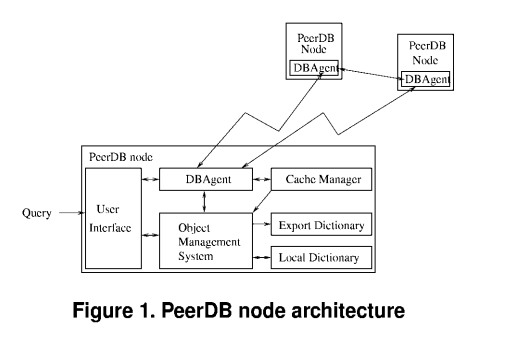 PeerDB
Node
DBAgent
PeerDB
Node
DBAgent
PeerDB node
DBAgent
Cache Manager
Query
User
Interface
Object
Management
System
Export Dictionary
Local Dictionary
Figure 1. PeerDB node architecture